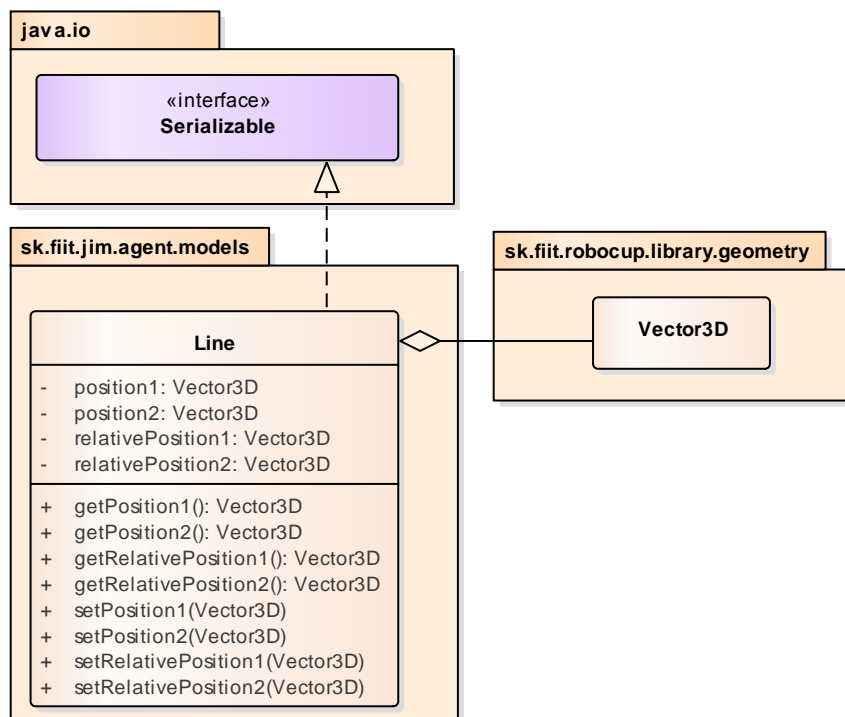 java.io
«interface»
Serializable
sk.fiit.jim.agent.models
Line
- position1: Vector3D
- position2: Vector3D
- relativePosition1: Vector3D
- relativePosition2: Vector3D
+ getPosition1(): Vector3D
+ getPosition2(): Vector3D
+ getRelativePosition1(): Vector3D
+ getRelativePosition2(): Vector3D
+ setPosition1(Vector3D)
+ setPosition2(Vector3D)
+ setRelativePosition1(Vector3D)
+ setRelativePosition2(Vector3D)
sk.fiit.robocup.library.geometry
Vector3D